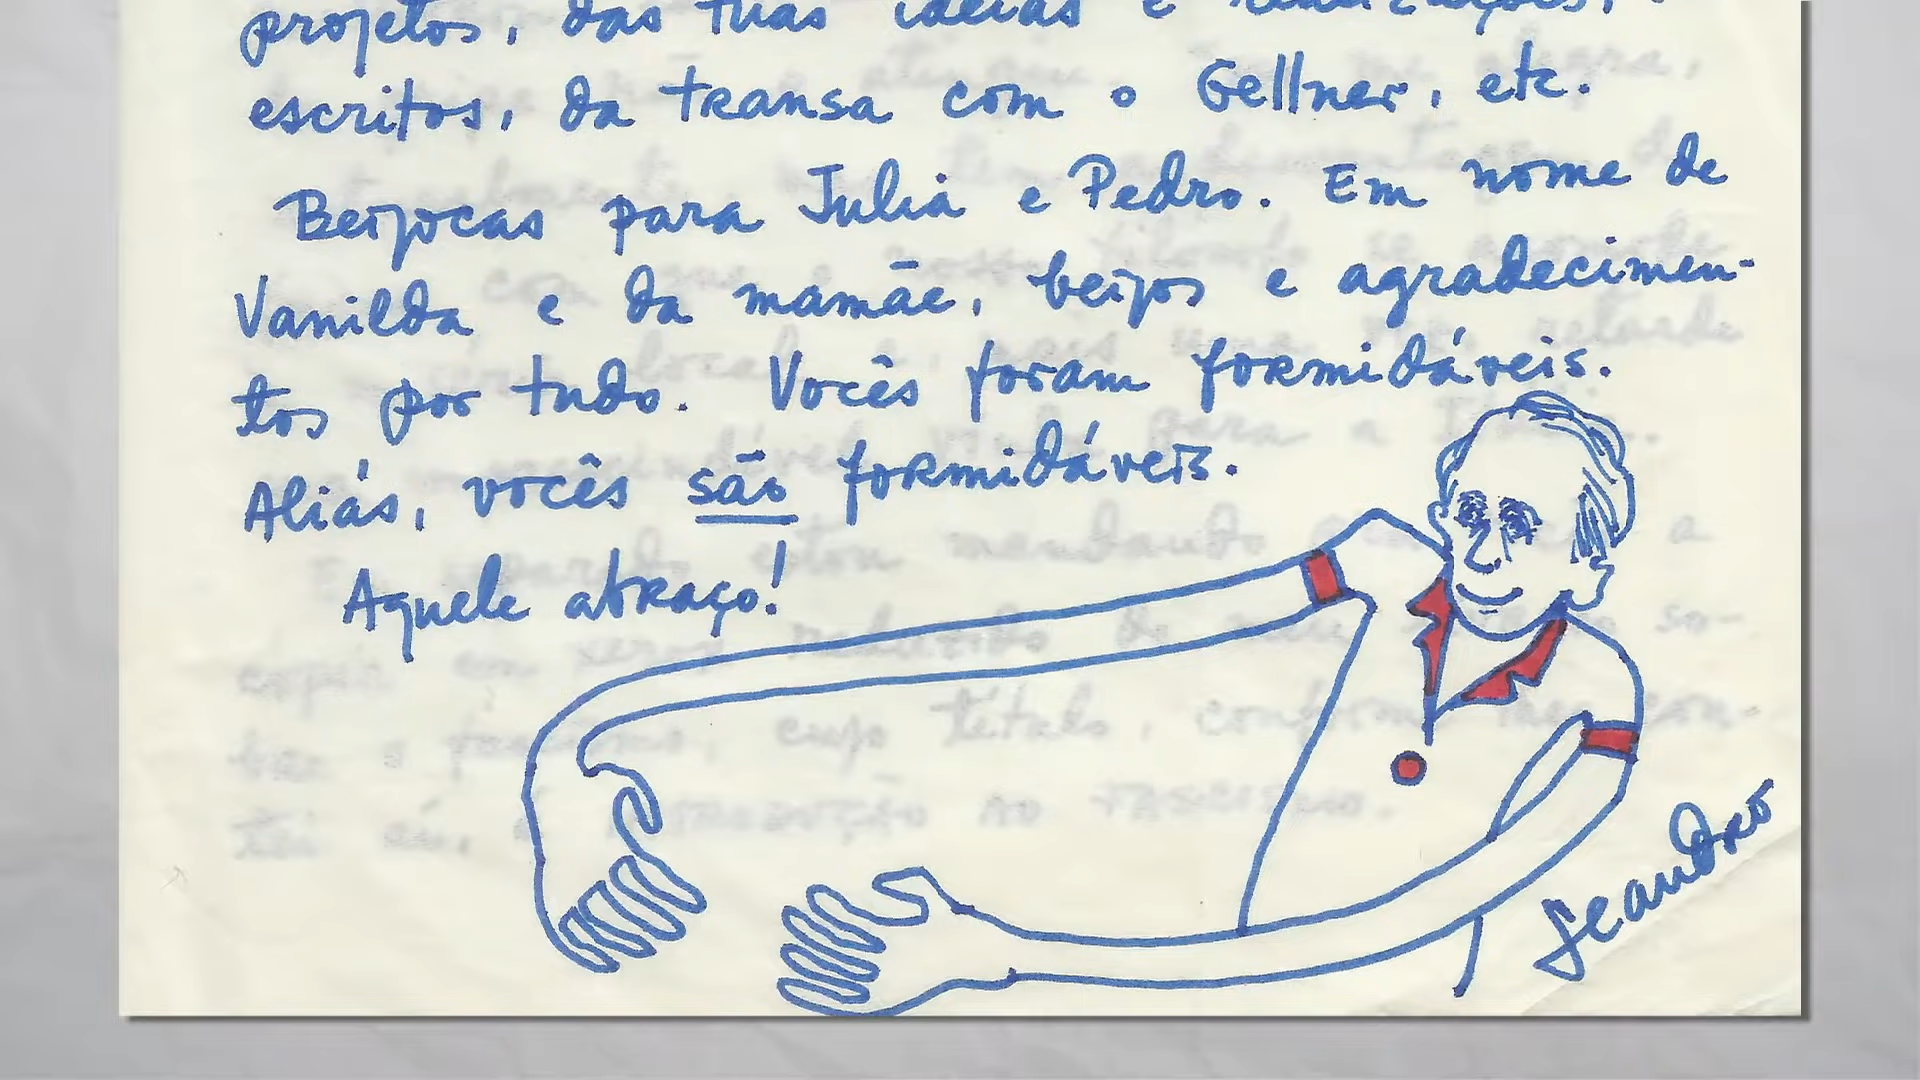 projetos, das tuas ideias e realizações,
escritos, da transa com o Gellner, etc.
Beijocas para Julia e Pedro. Em nome de
Vanilda e da mamãe, beijos e agradecimen-
tos por tudo. Vocês foram formidáveis.
Aliás, vocês são formidáveis.
Aquele abraço!
Leandro